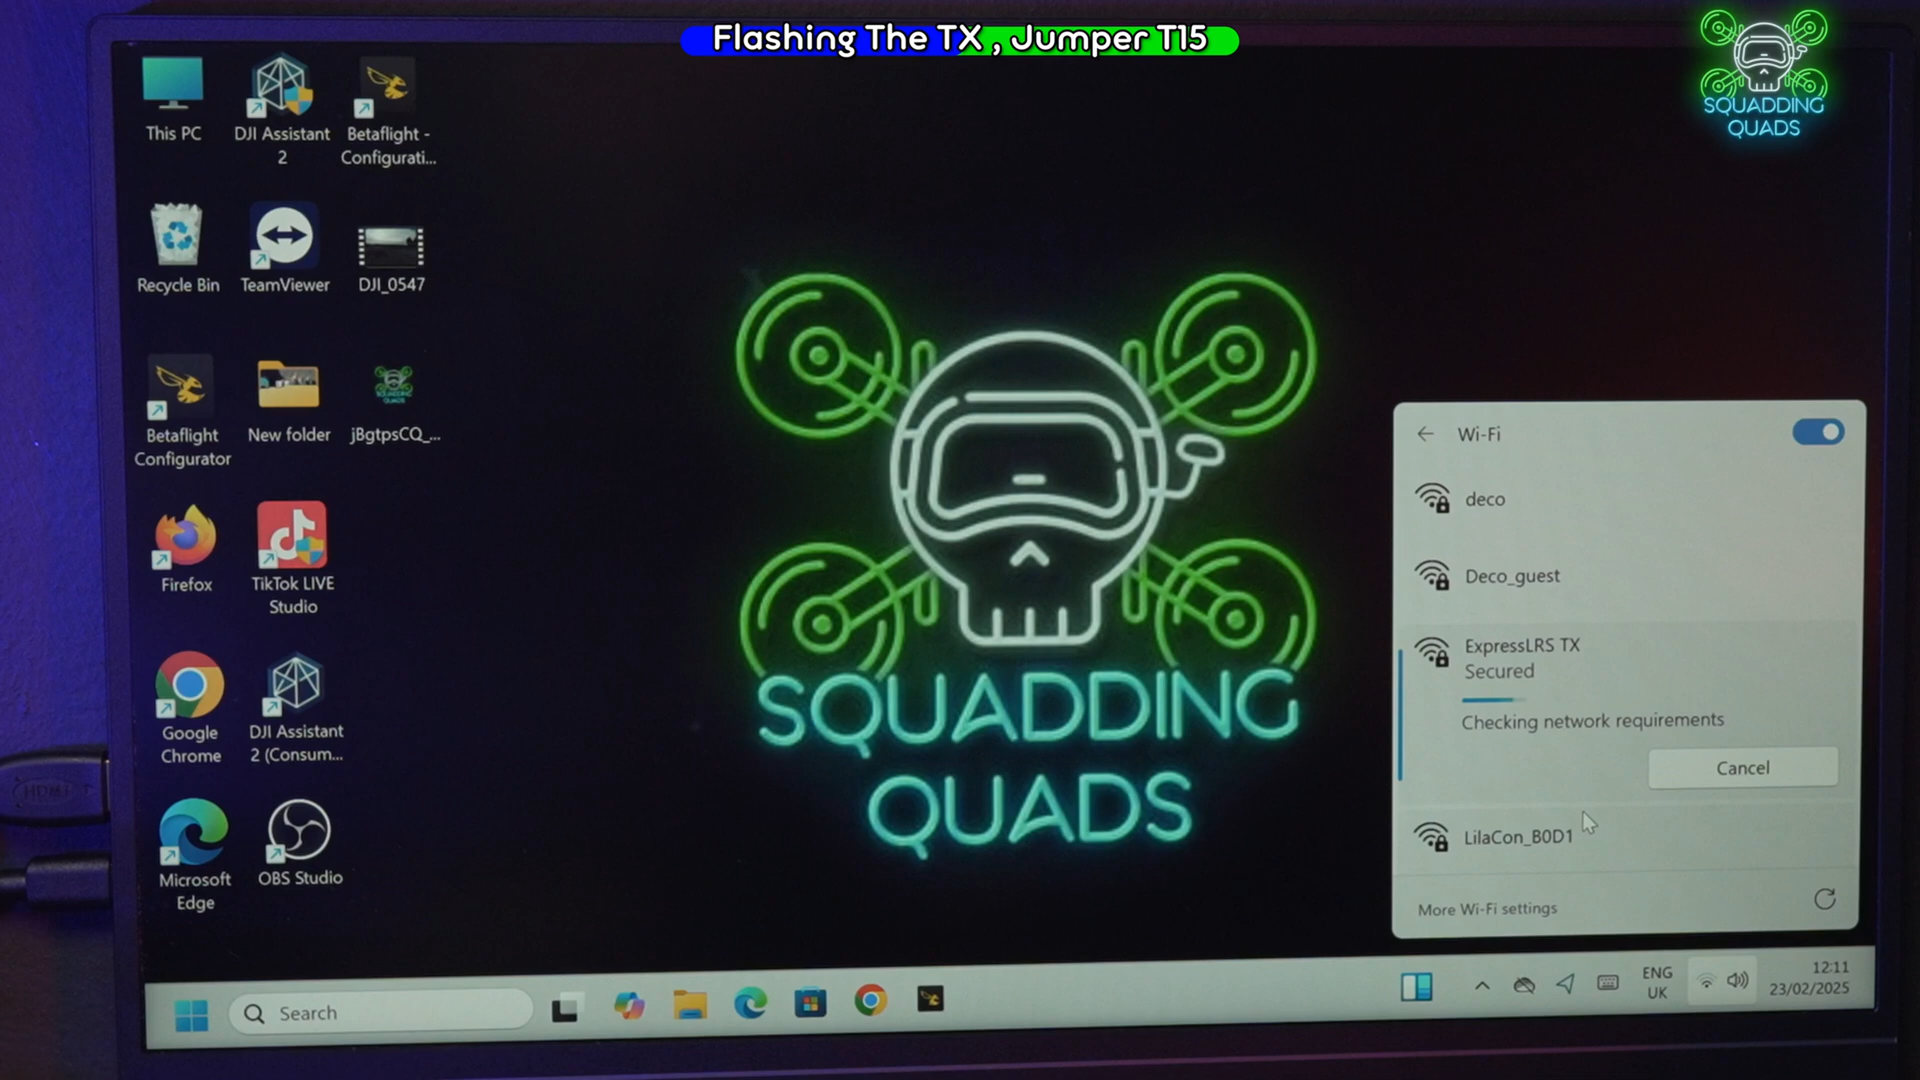 Flashing The TX , Jumper T15
SQUADDING
QUADS
This PC
DJI Assistant
2
Betaflight -
Configurati...
Recycle Bin
TeamViewer
DJI_0547
Betaflight
Configurator
New folder
jBgtpsCQ_...
Firefox
TikTok LIVE
Studio
Google
Chrome
DJI Assistant
2 (Consum...
Microsoft
Edge
OBS Studio
SQUADDING
QUADS
Wi-Fi
deco
Deco_guest
ExpressLRS TX
Secured
Checking network requirements
Cancel
LilaCon_B0D1
More Wi-Fi settings
HDMI
Search
ENG
UK
12:11
23/02/2025